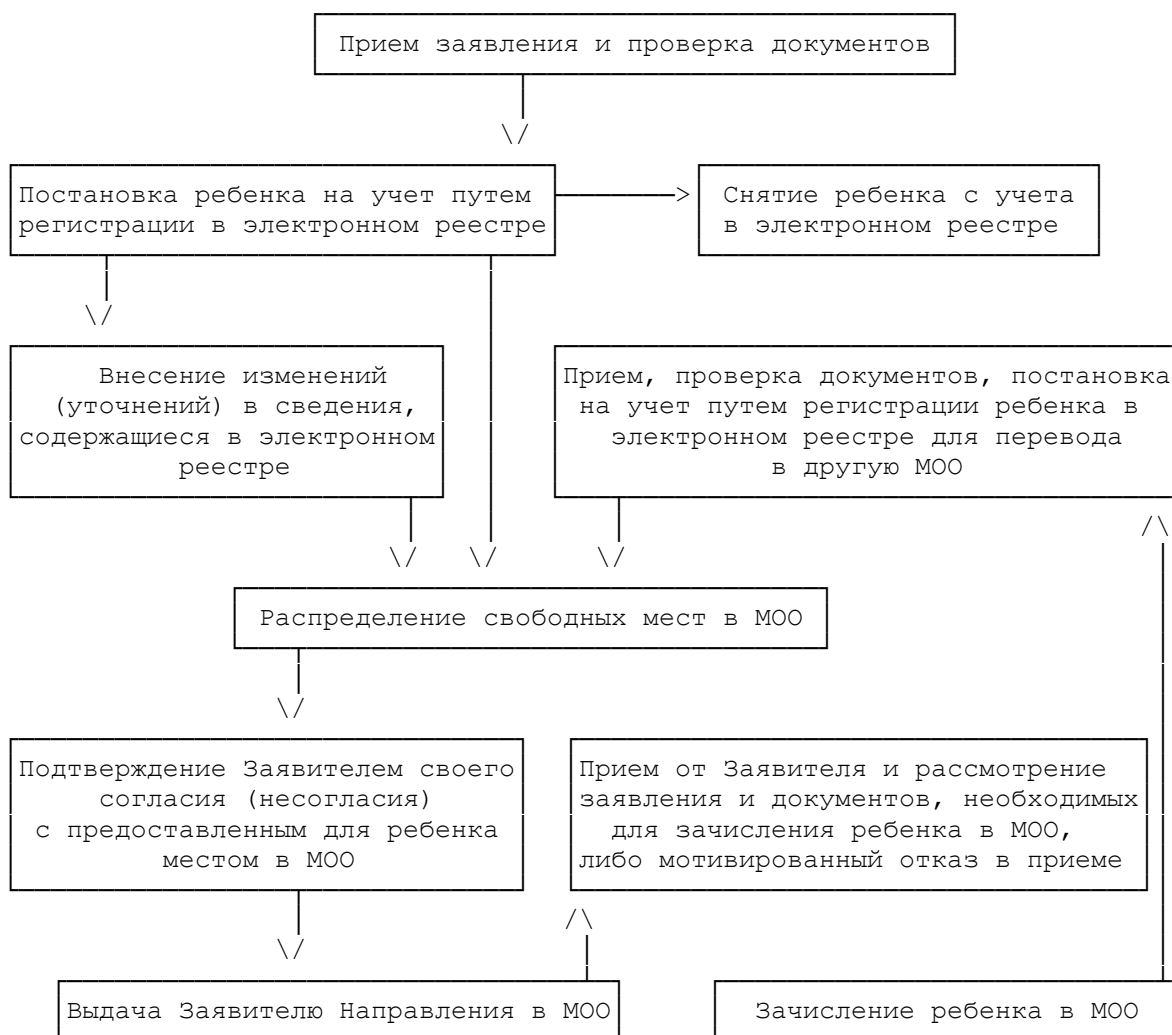 Прием заявления и проверка документов
Постановка ребенка на учет путем
регистрации в электронном реестре
Снятие ребенка с учета
в электронном реестре
Внесение изменений
(уточнений) в сведения,
содержащиеся в электронном
реестре
Прием, проверка документов, постановка
на учет путем регистрации ребенка в
электронном реестре для перевода
в другую МОО
Распределение свободных мест в МОО
Подтверждение Заявителем своего
согласия (несогласия)
с предоставленным для ребенка
местом в МОО
Прием от Заявителя и рассмотрение
заявления и документов, необходимых
для зачисления ребенка в МОО,
либо мотивированный отказ в приеме
Выдача Заявителю Направления в МОО
Зачисление ребенка в МОО